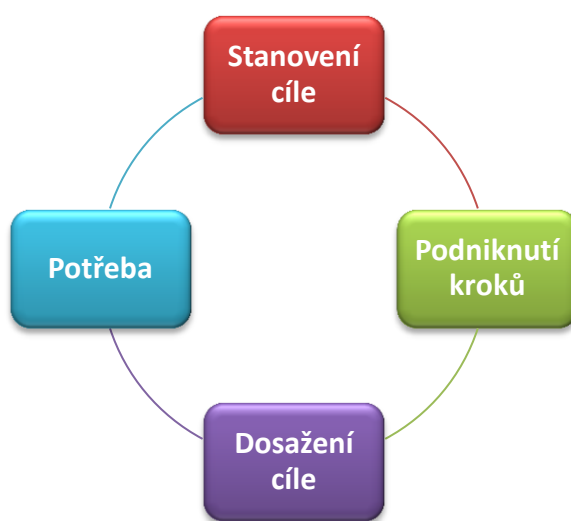 Stanovení
cíle
Potřeba
Podniknutí
kroků
Dosažení
cíle